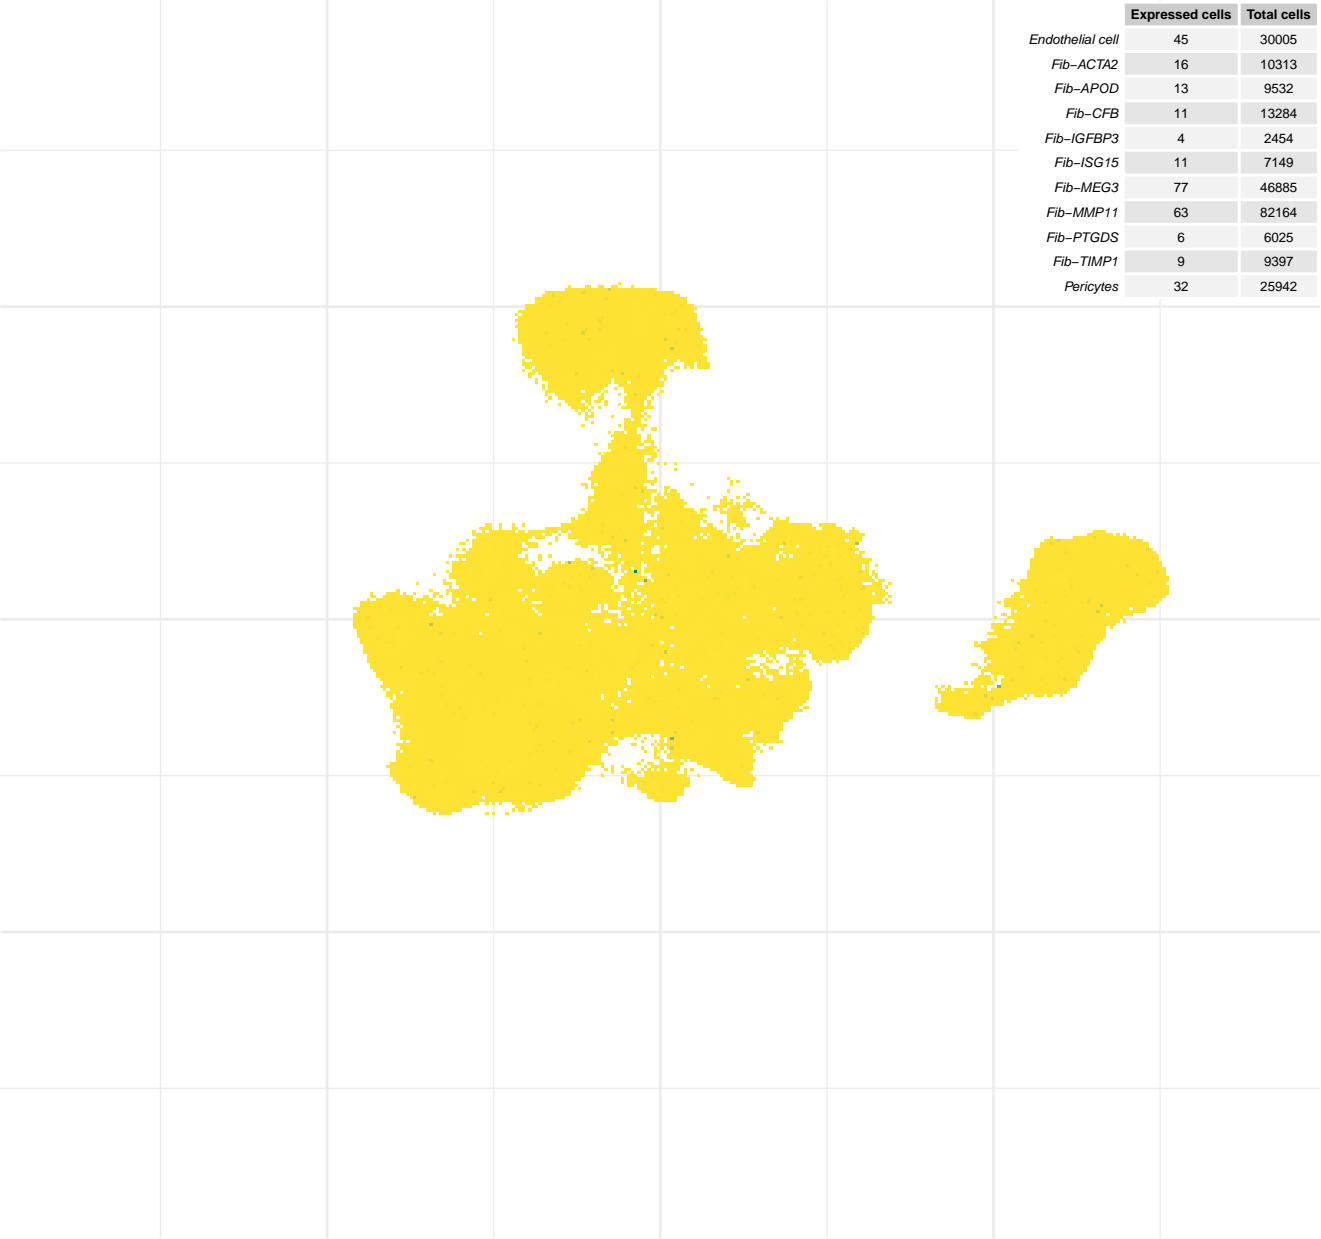 Expressed cells Total cells
Endothelial cell 45 30005
Fib−ACTA2 16 10313
Fib−APOD 13 9532
Fib−CFB 11 13284
Fib−IGFBP3 4 2454
Fib−ISG15 11 7149
Fib−MEG3 77 46885
Fib−MMP11 63 82164
Fib−PTGDS 6 6025
Fib−TIMP1 9 9397
Pericytes 32 25942